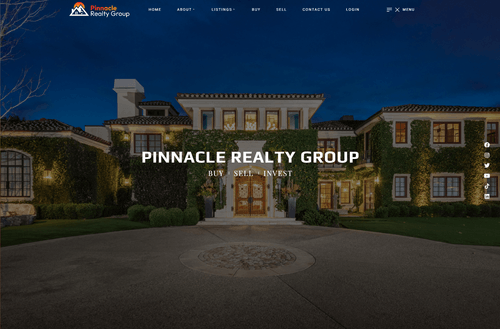 Pinnacle
Realty Group
HOME ABOUT LISTINGS BUY SELL CONTACT US LOGIN MENU
PINNACLE REALTY GROUP
BUY + SELL + INVEST